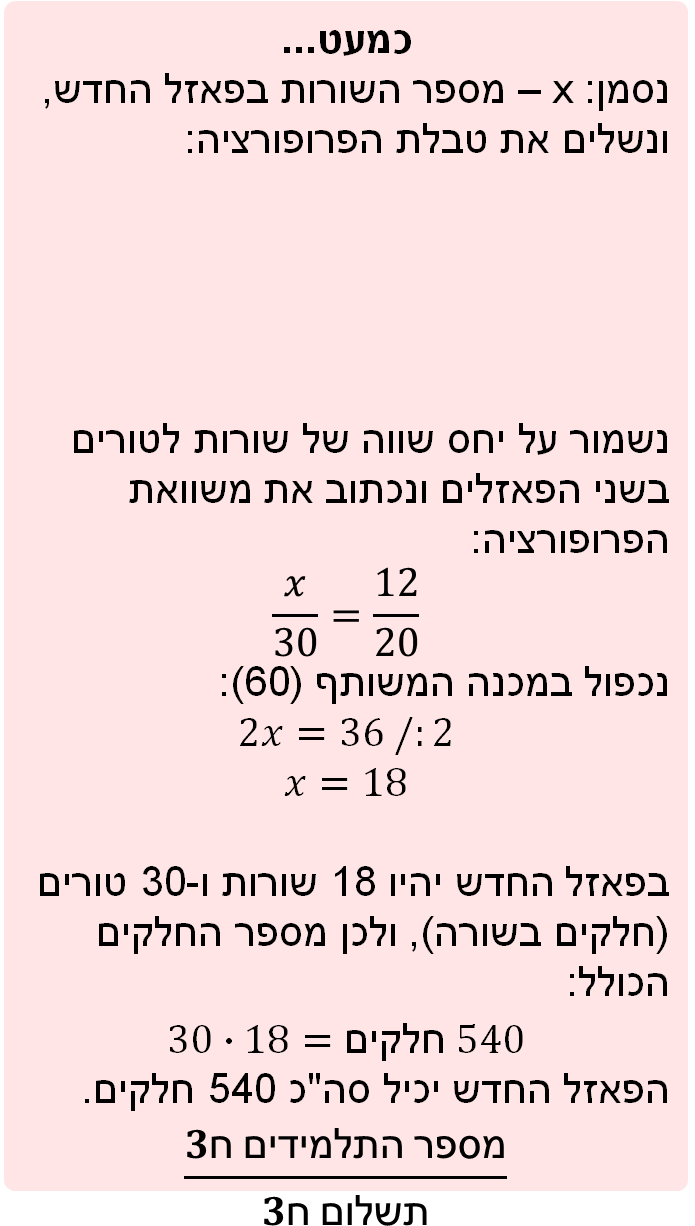 כמעט...
נסמן: x – מספר השורות בפאזל החדש,
ונשלים את טבלת הפרופורציה:
נשמור על יחס שווה של שורות לטורים
בשני הפאזלים ונכתוב את משוואת
הפרופורציה:
x/30 = 12/20
נכפול במכנה המשותף (60):
2x = 36 /: 2
x = 18
בפאזל החדש יהיו 18 שורות ו-30 טורים
(חלקים בשורה), ולכן מספר החלקים
הכולל:
30 · 18 = חלקים 540
הפאזל החדש יכיל סה"כ 540 חלקים.
מספר התלמידים ח3
תשלום ח3